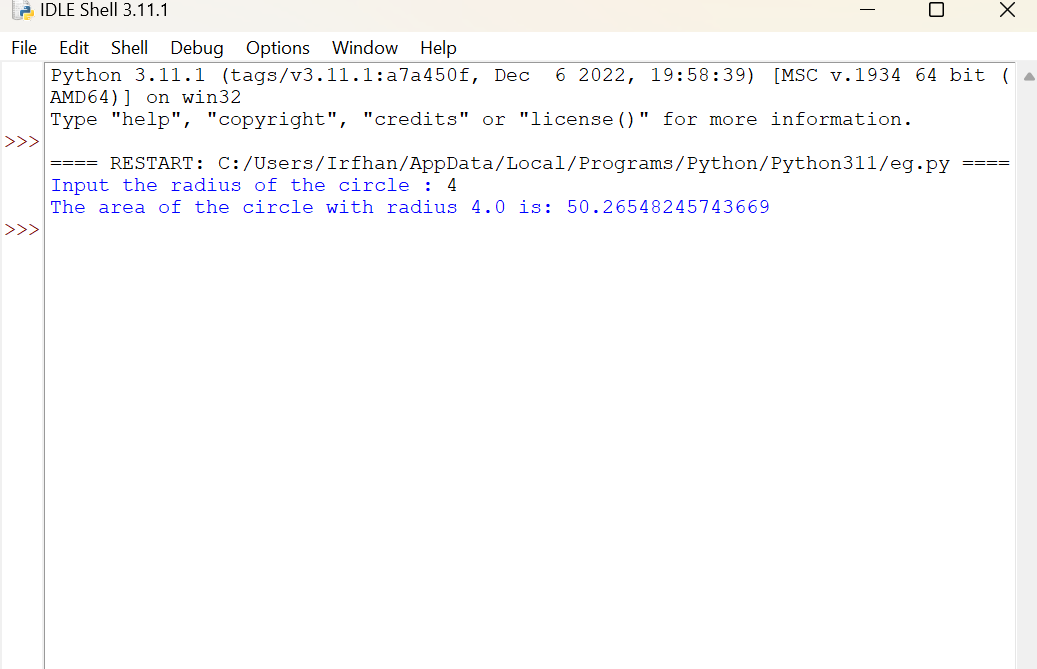 IDLE Shell 3.11.1
File Edit Shell Debug Options Window Help
Python 3.11.1 (tags/v3.11.1:a7a450f, Dec  6 2022, 19:58:39) [MSC v.1934 64 bit (
AMD64)] on win32
Type "help", "copyright", "credits" or "license()" for more information.
>>>
==== RESTART: C:/Users/Irfhan/AppData/Local/Programs/Python/Python311/eg.py ====
Input the radius of the circle : 4
The area of the circle with radius 4.0 is: 50.26548245743669
>>>